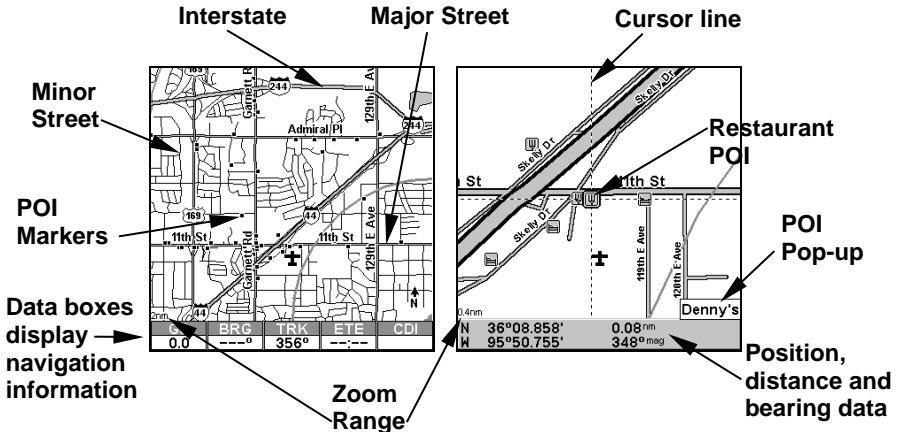 Interstate
Major Street
Cursor line
Minor
Street
POI
Markers
Data boxes
display
navigation
information
Zoom
Range
Restaurant
POI
POI
Pop-up
Position,
distance and
bearing data
169
244
Garnett R
129th E Av
244
Admiral Pl
169
44
11th St
11th St
Garnett Rd
129th E Ave
44
N
2nm
G BRG TRK ETE CDI
0.0 ---° 356° --:--
Skelly Dr
Skelly Dr
Skelly Dr
St
11th St
119th E Ave
120th E Ave
Denny's
0.4nm
N 36°08.858' 0.08 nm
W 95°50.755' 348° mag